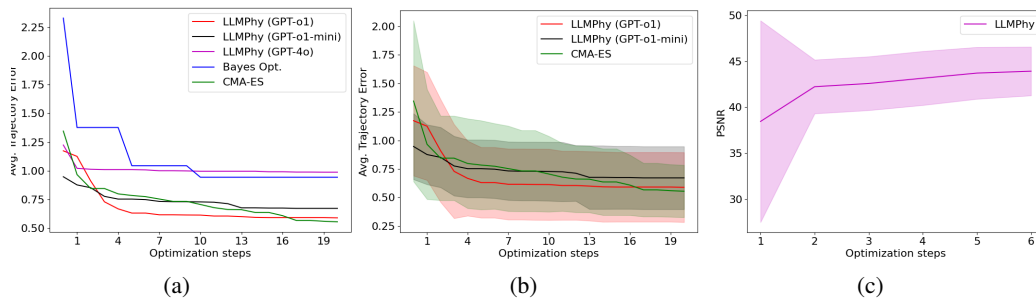 2.25
2.00
1.75
1.50
1.25
1.00
0.75
0.50
Avg. Trajectory Error
LLMPhy (GPT-o1)
LLMPhy (GPT-o1-mini)
LLMPhy (GPT-4o)
Bayes Opt.
CMA-ES
1 4 7 10 13 16 19
Optimization steps
(a)
2.00
1.75
1.50
1.25
1.00
0.75
0.50
0.25
Avg. Trajectory Error
LLMPhy (GPT-o1)
LLMPhy (GPT-o1-mini)
CMA-ES
1 4 7 10 13 16 19
Optimization steps
(b)
50
45
40
35
30
PSNR
LLMPhy
1 2 3 4 5 6
Optimization steps
(c)